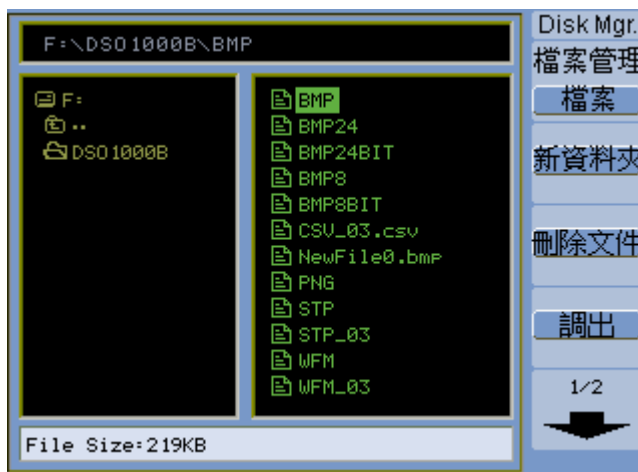 F:\DSO1000B\BMP
F:
..
DSO1000B
BMP
BMP24
BMP24BIT
BMP8
BMP8BIT
CSV_03.csv
NewFile0.bmp
PNG
STP
STP_03
WFM
WFM_03
File Size:219KB
Disk Mgr.
檔案管理
檔案
新資料夾
刪除文件
調出
1/2